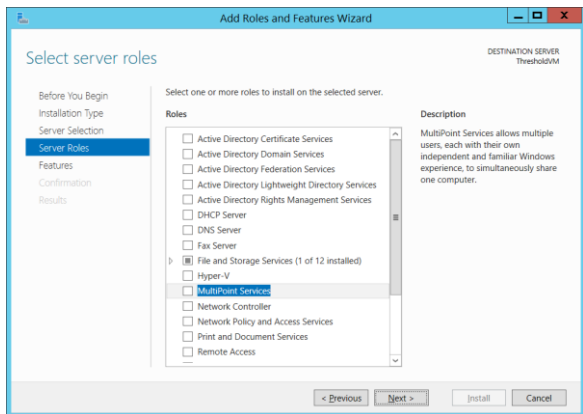 Add Roles and Features Wizard
Select server roles
DESTINATION SERVER
ThresholdVM
Before You Begin
Installation Type
Server Selection
Server Roles
Features
Confirmation
Results
Select one or more roles to install on the selected server.
Roles
Active Directory Certificate Services
Active Directory Domain Services
Active Directory Federation Services
Active Directory Lightweight Directory Services
Active Directory Rights Management Services
DHCP Server
DNS Server
Fax Server
File and Storage Services (1 of 12 installed)
Hyper-V
MultiPoint Services
Network Controller
Network Policy and Access Services
Print and Document Services
Remote Access
Description
MultiPoint Services allows multiple
users, each with their own
independent and familiar Windows
experience, to simultaneously share
one computer.
< Previous
Next >
Install
Cancel